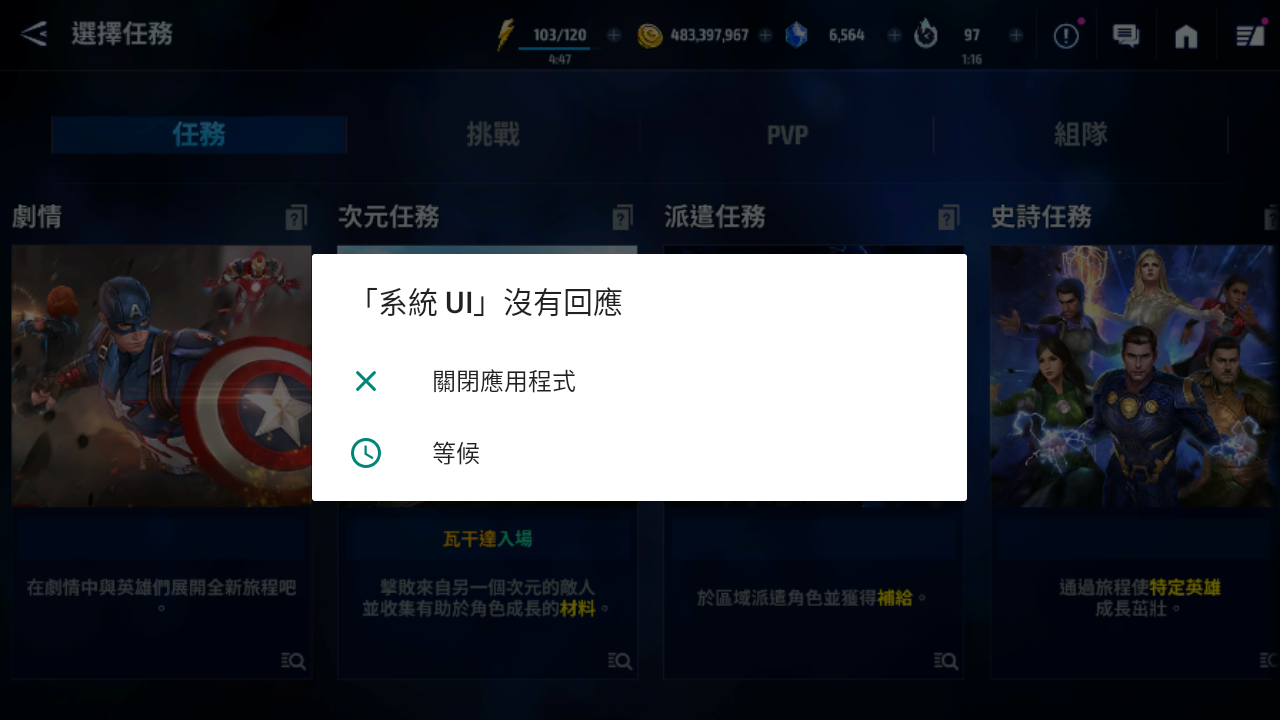 選擇任務
103/120
4:47
483,397,967
6,564
97
1:16
任務
挑戰
PVP
組隊
劇情
次元任務
派遣任務
史詩任務
A
「系統 UI」沒有回應
關閉應用程式
等候
在劇情中與英雄們展開全新旅程吧
。
瓦干達入場
擊敗來自另一個次元的敵人
並收集有助於角色成長的材料。
於區域派遣角色並獲得補給。
通過旅程使特定英雄
成長茁壯。